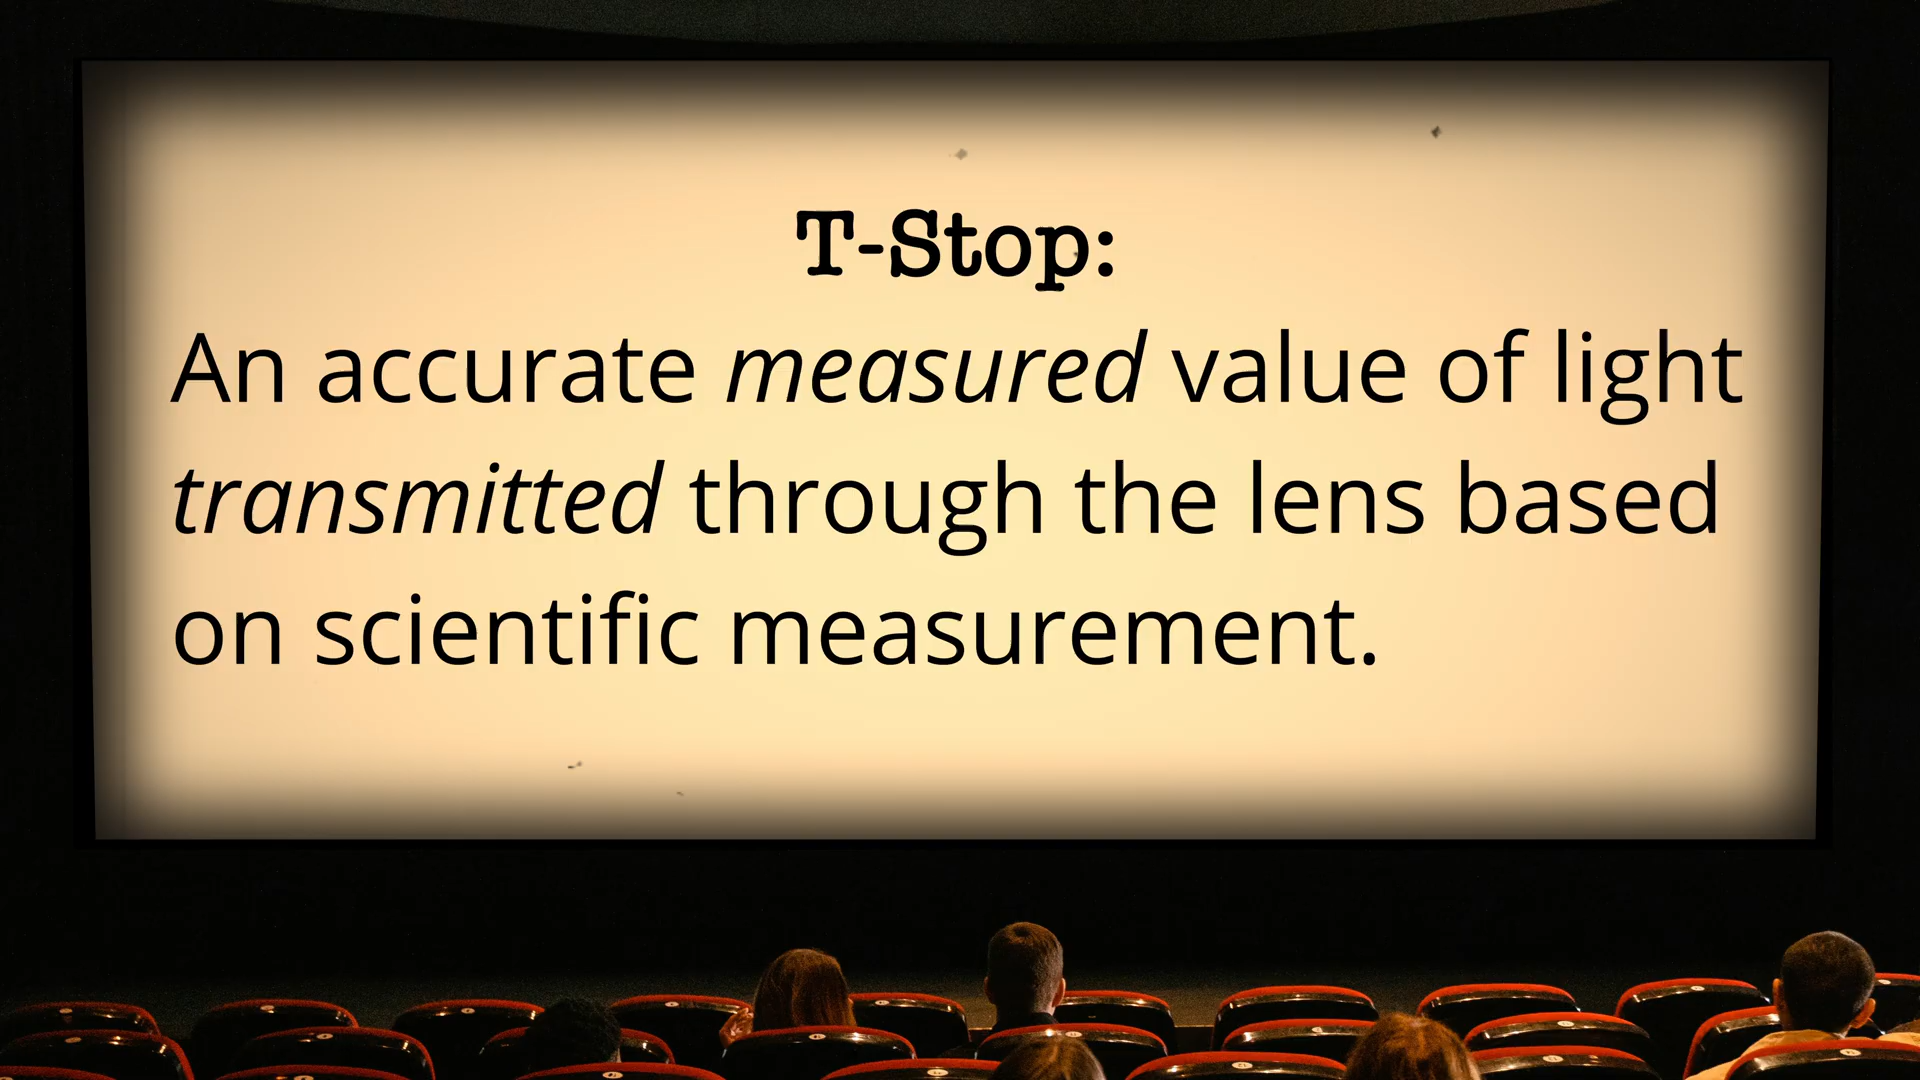 T-Stop:
An accurate measured value of light
transmitted through the lens based
on scientific measurement.